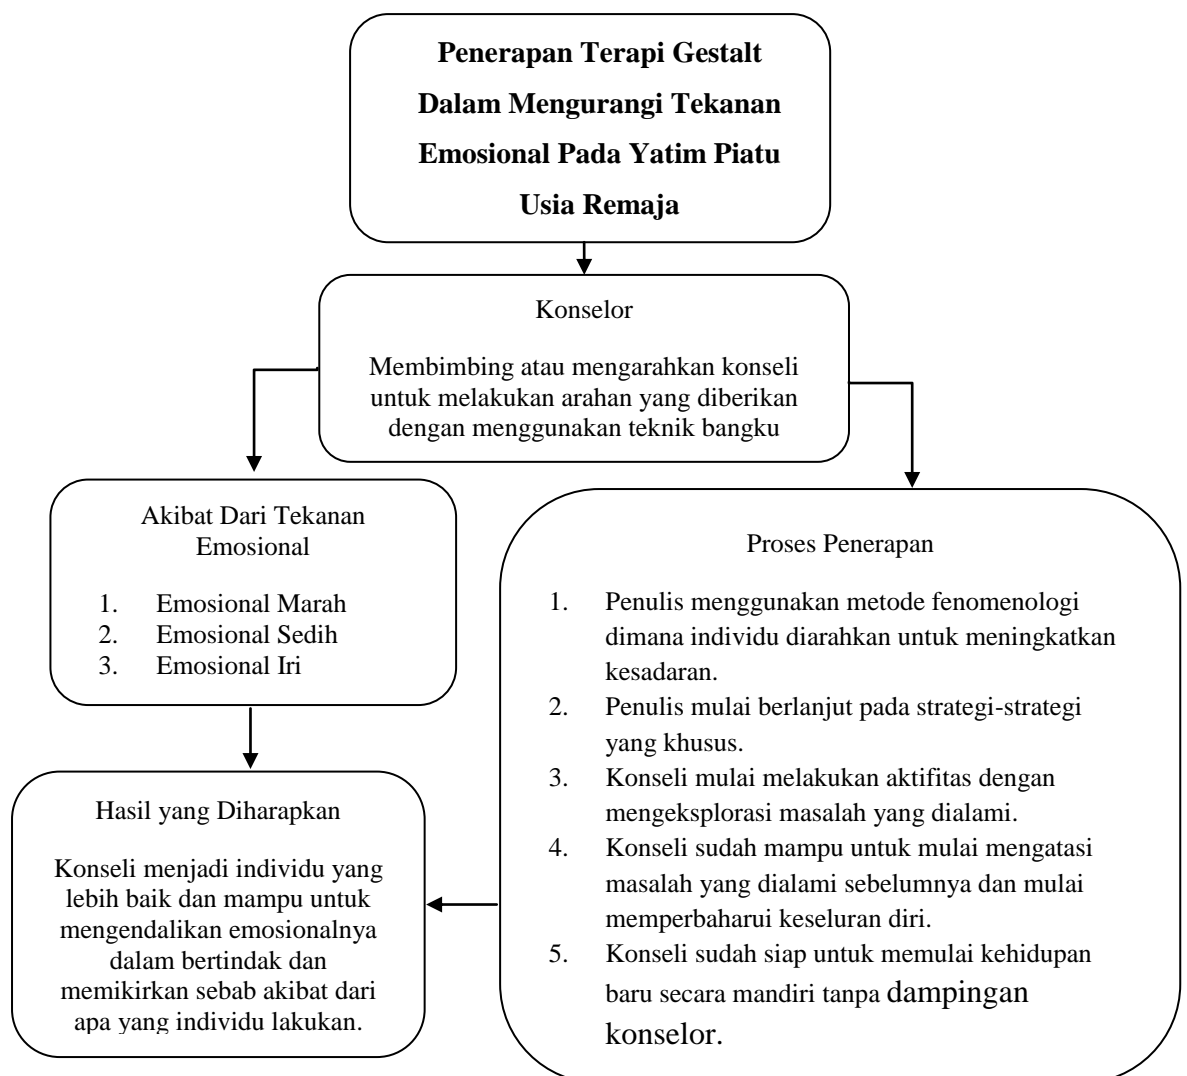 Penerapan Terapi Gestalt
Dalam Mengurangi Tekanan
Emosional Pada Yatim Piatu
Usia Remaja
Konselor
Membimbing atau mengarahkan konseli
untuk melakukan arahan yang diberikan
dengan menggunakan teknik bangku
Akibat Dari Tekanan
Emosional
1. Emosional Marah
2. Emosional Sedih
3. Emosional Iri
Proses Penerapan
1. Penulis menggunakan metode fenomenologi
dimana individu diarahkan untuk meningkatkan
kesadaran.
2. Penulis mulai berlanjut pada strategi-strategi
yang khusus.
3. Konseli mulai melakukan aktifitas dengan
mengeksplorasi masalah yang dialami.
4. Konseli sudah mampu untuk mulai mengatasi
masalah yang dialami sebelumnya dan mulai
memperbaharui keseluran diri.
5. Konseli sudah siap untuk memulai kehidupan
baru secara mandiri tanpa dampingan
konselor.
Hasil yang Diharapkan
Konseli menjadi individu yang
lebih baik dan mampu untuk
mengendalikan emosionalnya
dalam bertindak dan
memikirkan sebab akibat dari
apa yang individu lakukan.